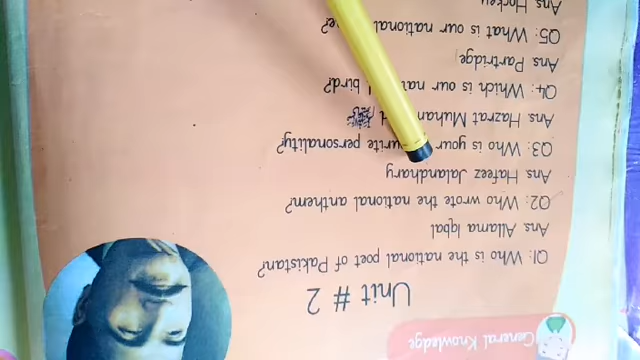 General Knowledge
Unit # 2
Q1: Who is the national poet of Pakistan?
Ans. Allama Iqbal
Q2: Who wrote the national anthem?
Ans. Hafeez Jalandhary
Q3: Who is your personality?
Ans. Hazrat
Q4: Which is our bird?
Ans. Partridge
Q5: What is our national
Ans. Hockey